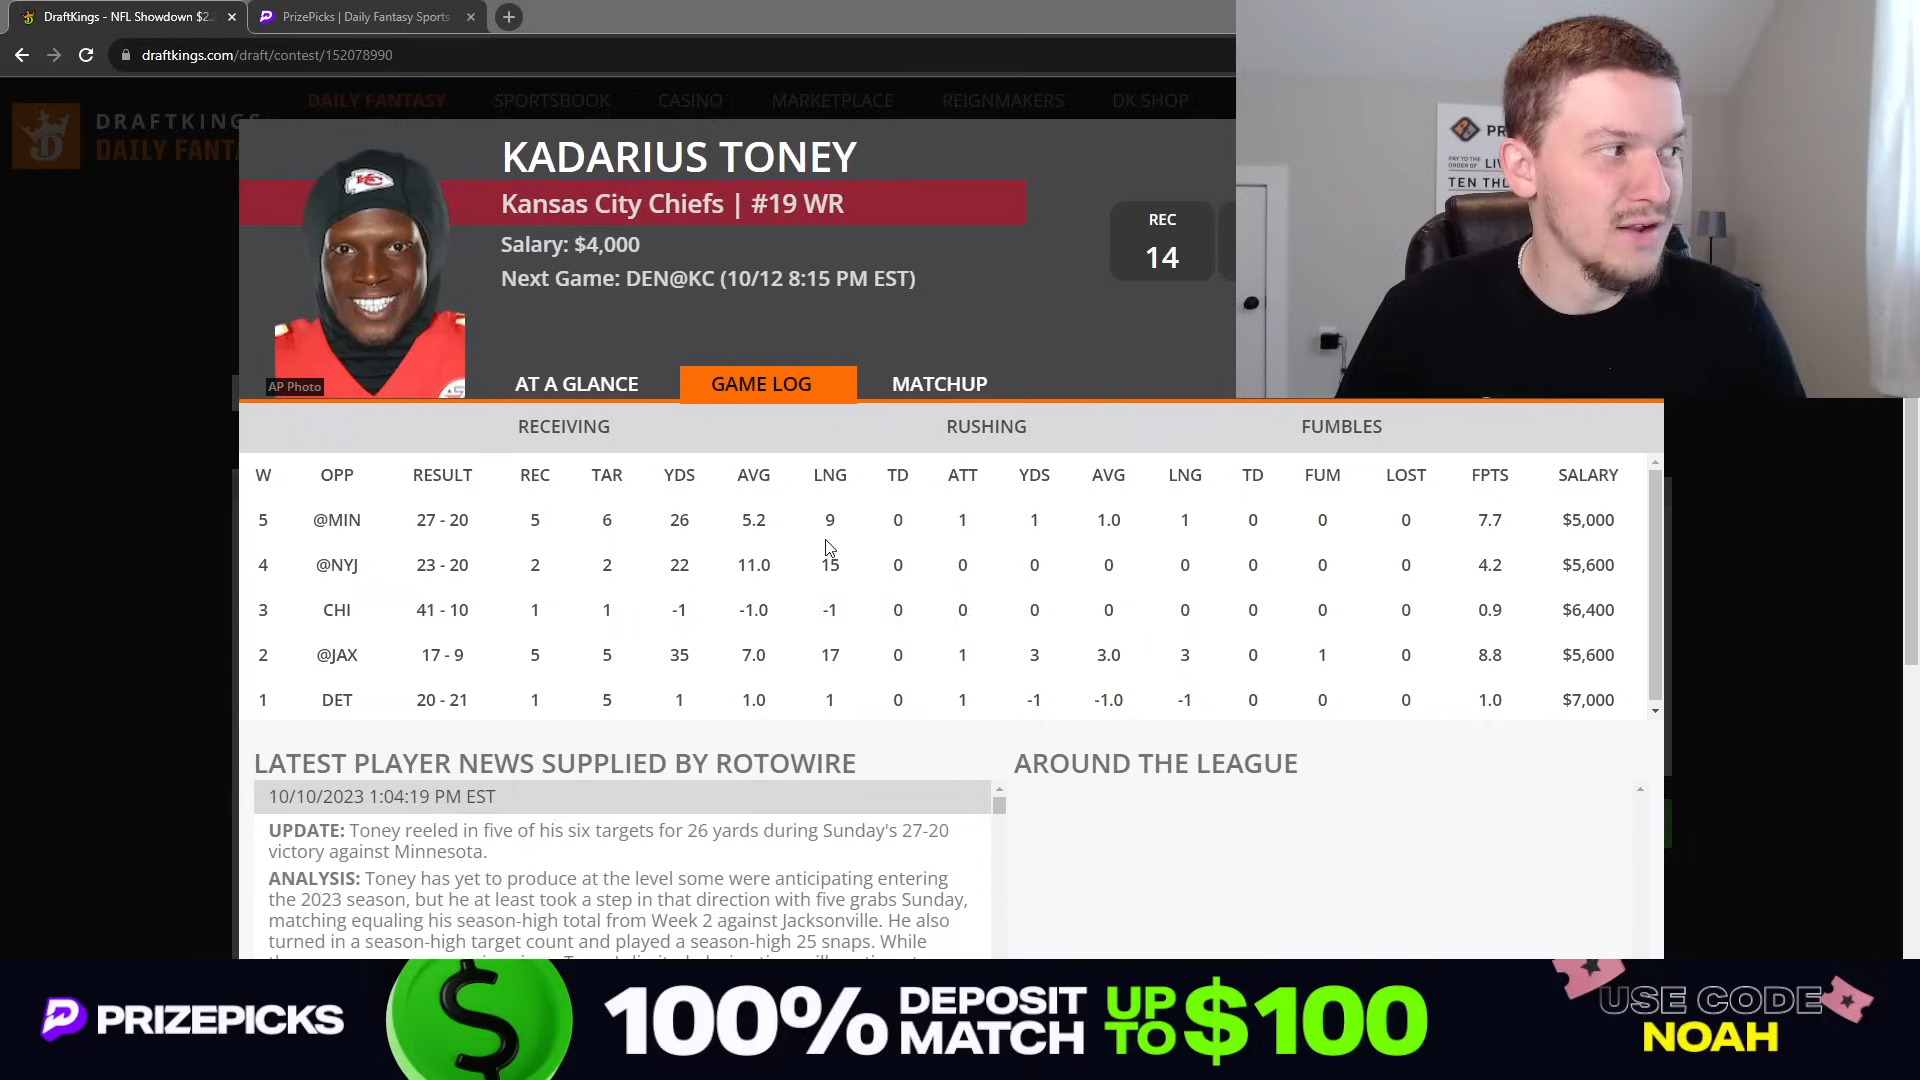 DraftKings - NFL Showdown $2.
PrizePicks | Daily Fantasy Sports
draftkings.com/draft/contest/152078990
DAILY FANTASY SPORTSBOOK CASINO MARKETPLACE REIGNMAKERS DK SHOP
DRAFTKINGS
DAILY FANTA
KADARIUS TONEY
Kansas City Chiefs | #19 WR
Salary: $4,000
Next Game: DEN@KC (10/12 8:15 PM EST)
REC
14
KC
AP Photo
PR
PAY TO THE
ORDER OF LIV
TEN THO
AT A GLANCE GAME LOG MATCHUP
RECEIVING RUSHING FUMBLES
W OPP RESULT REC TAR YDS AVG LNG TD ATT YDS AVG LNG TD FUM LOST FPTS SALARY
5 @MIN 27 - 20 5 6 26 5.2 9 0 1 1 1.0 1 0 0 0 7.7 $5,000
4 @NYJ 23 - 20 2 2 22 11.0 15 0 0 0 0 0 0 0 0 4.2 $5,600
3 CHI 41 - 10 1 1 -1 -1.0 -1 0 0 0 0 0 0 0 0 0.9 $6,400
2 @JAX 17 - 9 5 5 35 7.0 17 0 1 3 3.0 3 0 1 0 8.8 $5,600
1 DET 20 - 21 1 5 1 1.0 1 0 1 -1 -1.0 -1 0 0 0 1.0 $7,000
LATEST PLAYER NEWS SUPPLIED BY ROTOWIRE
AROUND THE LEAGUE
10/10/2023 1:04:19 PM EST
UPDATE: Toney reeled in five of his six targets for 26 yards during Sunday's 27-20
victory against Minnesota.
ANALYSIS: Toney has yet to produce at the level some were anticipating entering
the 2023 season, but he at least took a step in that direction with five grabs Sunday,
matching equaling his season-high total from Week 2 against Jacksonville. He also
turned in a season-high target count and played a season-high 25 snaps. While
PRIZEPICKS
$
100% DEPOSIT
MATCH
UP
TO
$100
USE CODE
NOAH